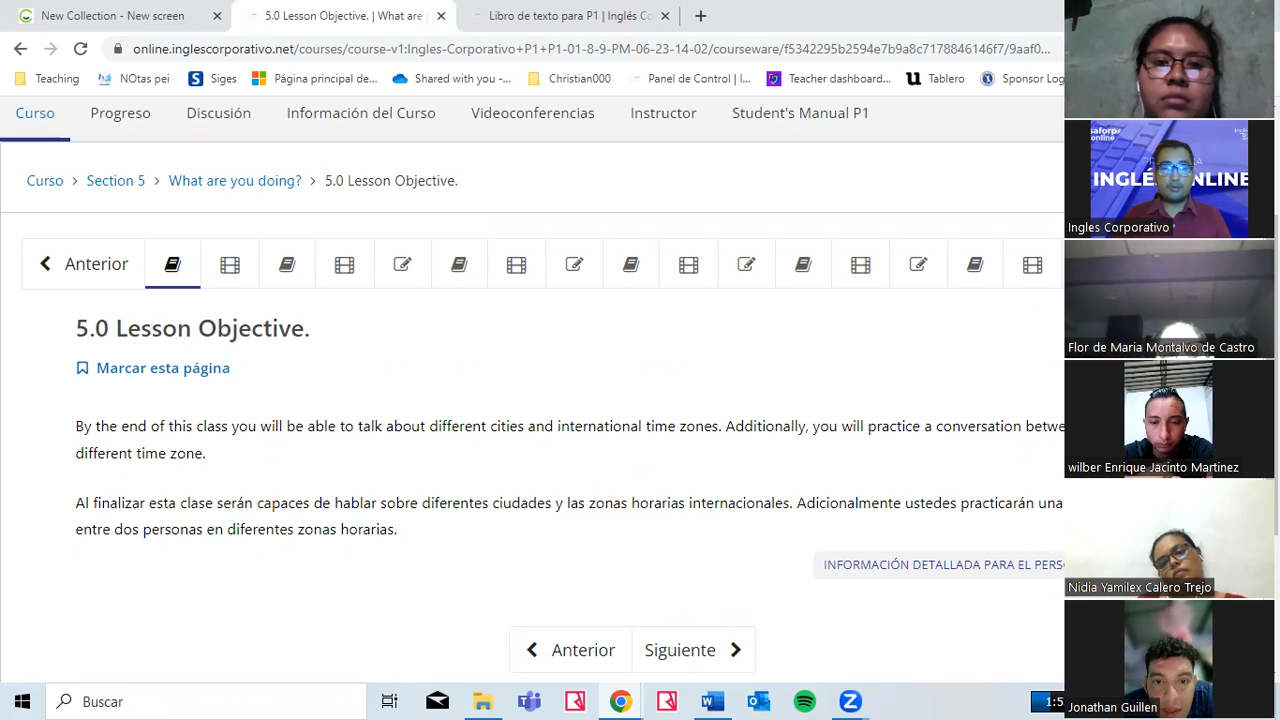 New Collection - New screen
5.0 Lesson Objective. | What are y
Libro de texto para P1 | Inglés Co
online.inglescorporativo.net/courses/course-v1:Ingles-Corporativo+P1+P1-01-8-9-PM-06-23-14-02/courseware/f5342295b2594e7b9a8c7178846146f7/9aaf0...
Teaching
NOtas pei
Siges
Página principal de...
Shared with you -...
Christian000
Panel de Control | I...
Teacher dashboard...
Tablero
Sponsor Log
Curso
Progreso
Discusión
Información del Curso
Videoconferencias
Instructor
Student's Manual P1
Curso > Section 5 > What are you doing? > 5.0 Lesson Objective.
Anterior
5.0 Lesson Objective.
Marcar esta página
By the end of this class you will be able to talk about different cities and international time zones. Additionally, you will practice a conversation betwe
different time zone.
Al finalizar esta clase serán capaces de hablar sobre diferentes ciudades y las zonas horarias internacionales. Adicionalmente ustedes practicarán una
entre dos personas en diferentes zonas horarias.
INFORMACIÓN DETALLADA PARA EL PERSO
Anterior
Siguiente
Buscar
1:5
saforp
online
INGLÉS ONLINE
Ingles Corporativo
Flor de Maria Montalvo de Castro
wilber Enrique Jacinto Martinez
Nidia Yamilex Calero Trejo
Jonathan Guillen